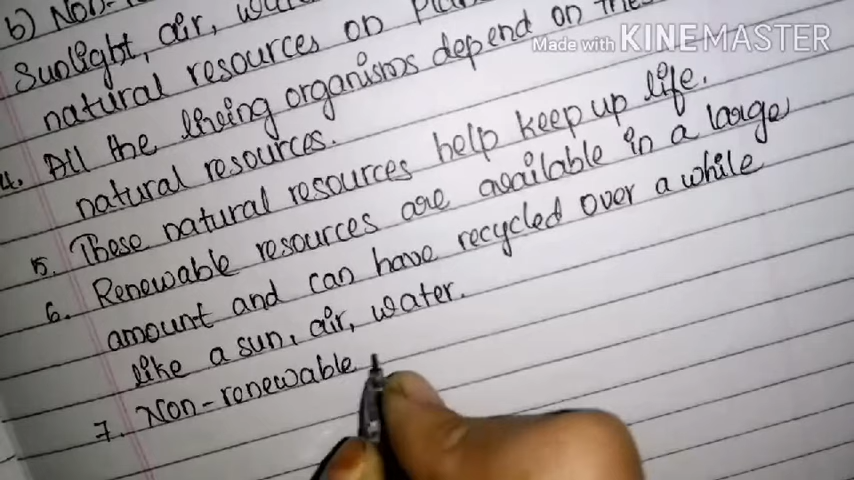 b) Non-
Sunlight, air,
natural resources on
All the living organisms depend on
4.
natural resources.
5. These natural resources help keep up life.
6. Renewable resources are available in a large
amount and can have recycled over a while
like a sun, air, water.
7. Non-renewable
Made with KINEMASTER